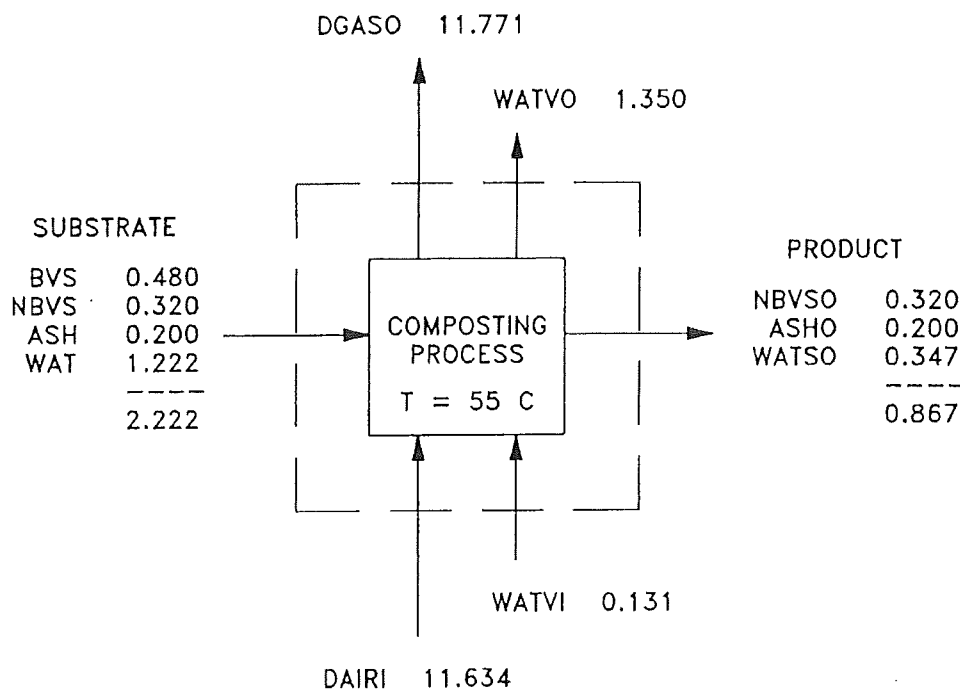 DGASO 11.771
WATVO 1.350
SUBSTRATE
BVS 0.480
NBVS 0.320
ASH 0.200
WAT 1.222
----
2.222
COMPOSTING
PROCESS
T = 55 C
PRODUCT
NBVSO 0.320
ASHO 0.200
WATSO 0.347
----
0.867
WATVI 0.131
DAIRI 11.634